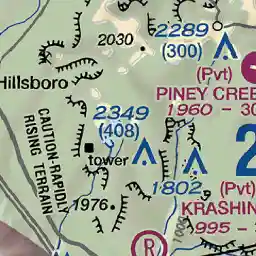 2030
2289
(300)
(Pvt)
Hillsboro
PINEY CREE
1960 - 30
2349
(408)
CAUTION-RAPIDLY
RISING TERRAIN
tower
2
1802
(Pvt)
1976
KRASHIN
995 -
R